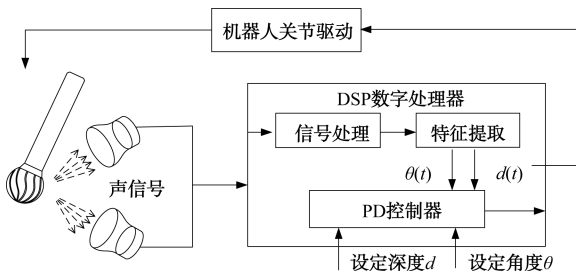 机器人关节驱动
DSP数字处理器
信号处理
特征提取
声信号
θ(t)
d(t)
PD控制器
设定深度d
设定角度θ